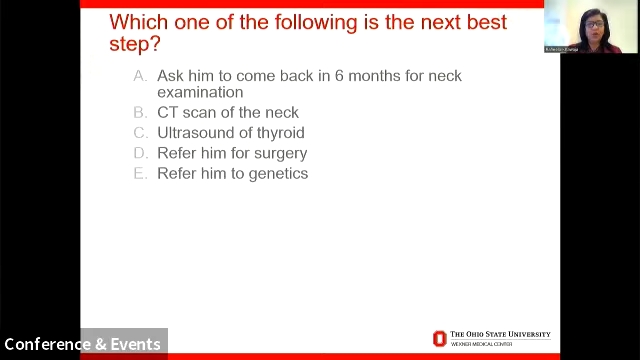 Which one of the following is the next best
step?
A. Ask him to come back in 6 months for neck
examination
B. CT scan of the neck
C. Ultrasound of thyroid
D. Refer him for surgery
E. Refer him to genetics
THE OHIO STATE UNIVERSITY
WEXNER MEDICAL CENTER
Conference & Events